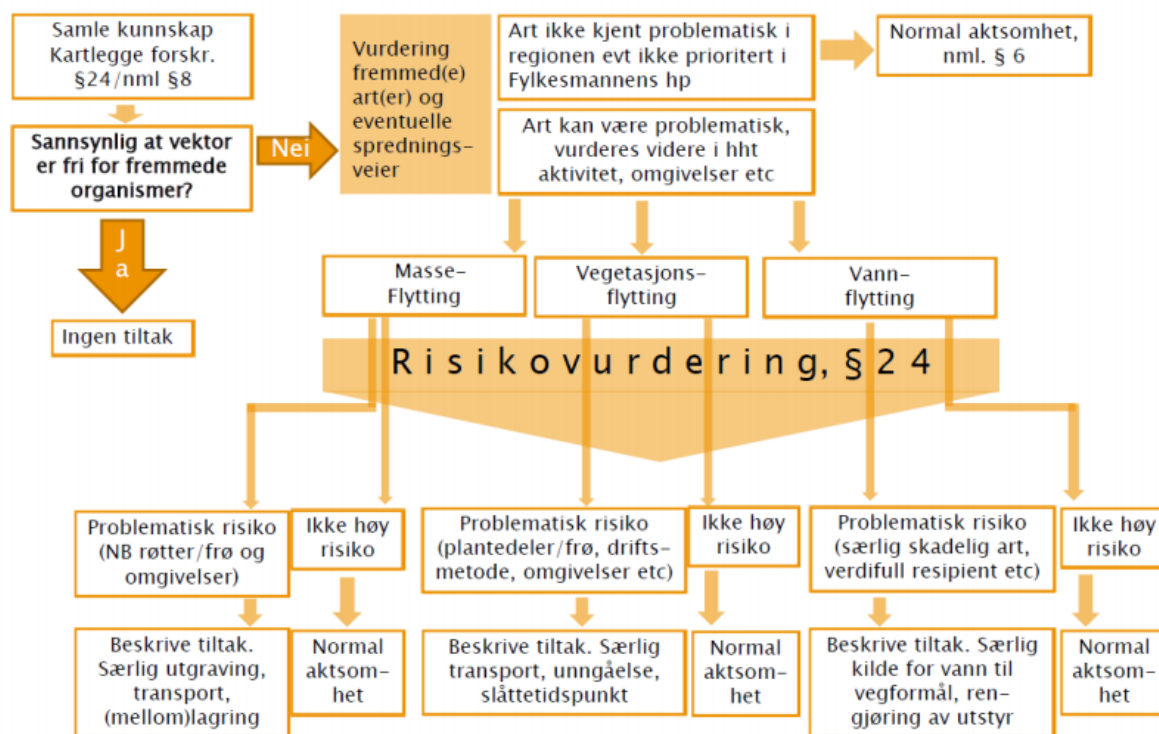 Samle kunnskap
Kartlegge forskr.
§24/nml §8
Sannsynlig at vektor
er fri for fremmede
organismer?
J
a
Ingen tiltak
Nei
Vurdering
fremmed(e)
art(er) og
eventuelle
sprednings-
veier
Art ikke kjent problematisk i
regionen evt ikke prioritert i
Fylkesmannens hp
Normal aktsomhet,
nml. § 6
Art kan være problematisk,
vurderes videre i hht
aktivitet, omgivelser etc
Masse-
Flytting
Vegetasjons-
flytting
Vann-
flytting
Risikovurdering, §24
Problematisk risiko
(NB røtter/frø og
omgivelser)
Ikke høy
risiko
Problematisk risiko
(plantedeler/frø, drifts-
metode, omgivelser etc)
Ikke høy
risiko
Problematisk risiko
(særlig skadelig art,
verdifull resipient etc)
Ikke høy
risiko
Beskrive tiltak.
Særlig utgraving,
transport,
(mellom)lagring
Normal
aktsom-
het
Beskrive tiltak. Særlig
transport, unngåelse,
slåttetidspunkt
Normal
aktsom-
het
Beskrive tiltak. Særlig
kilde for vann til
vegformål, ren-
gjøring av utstyr
Normal
aktsom-
het